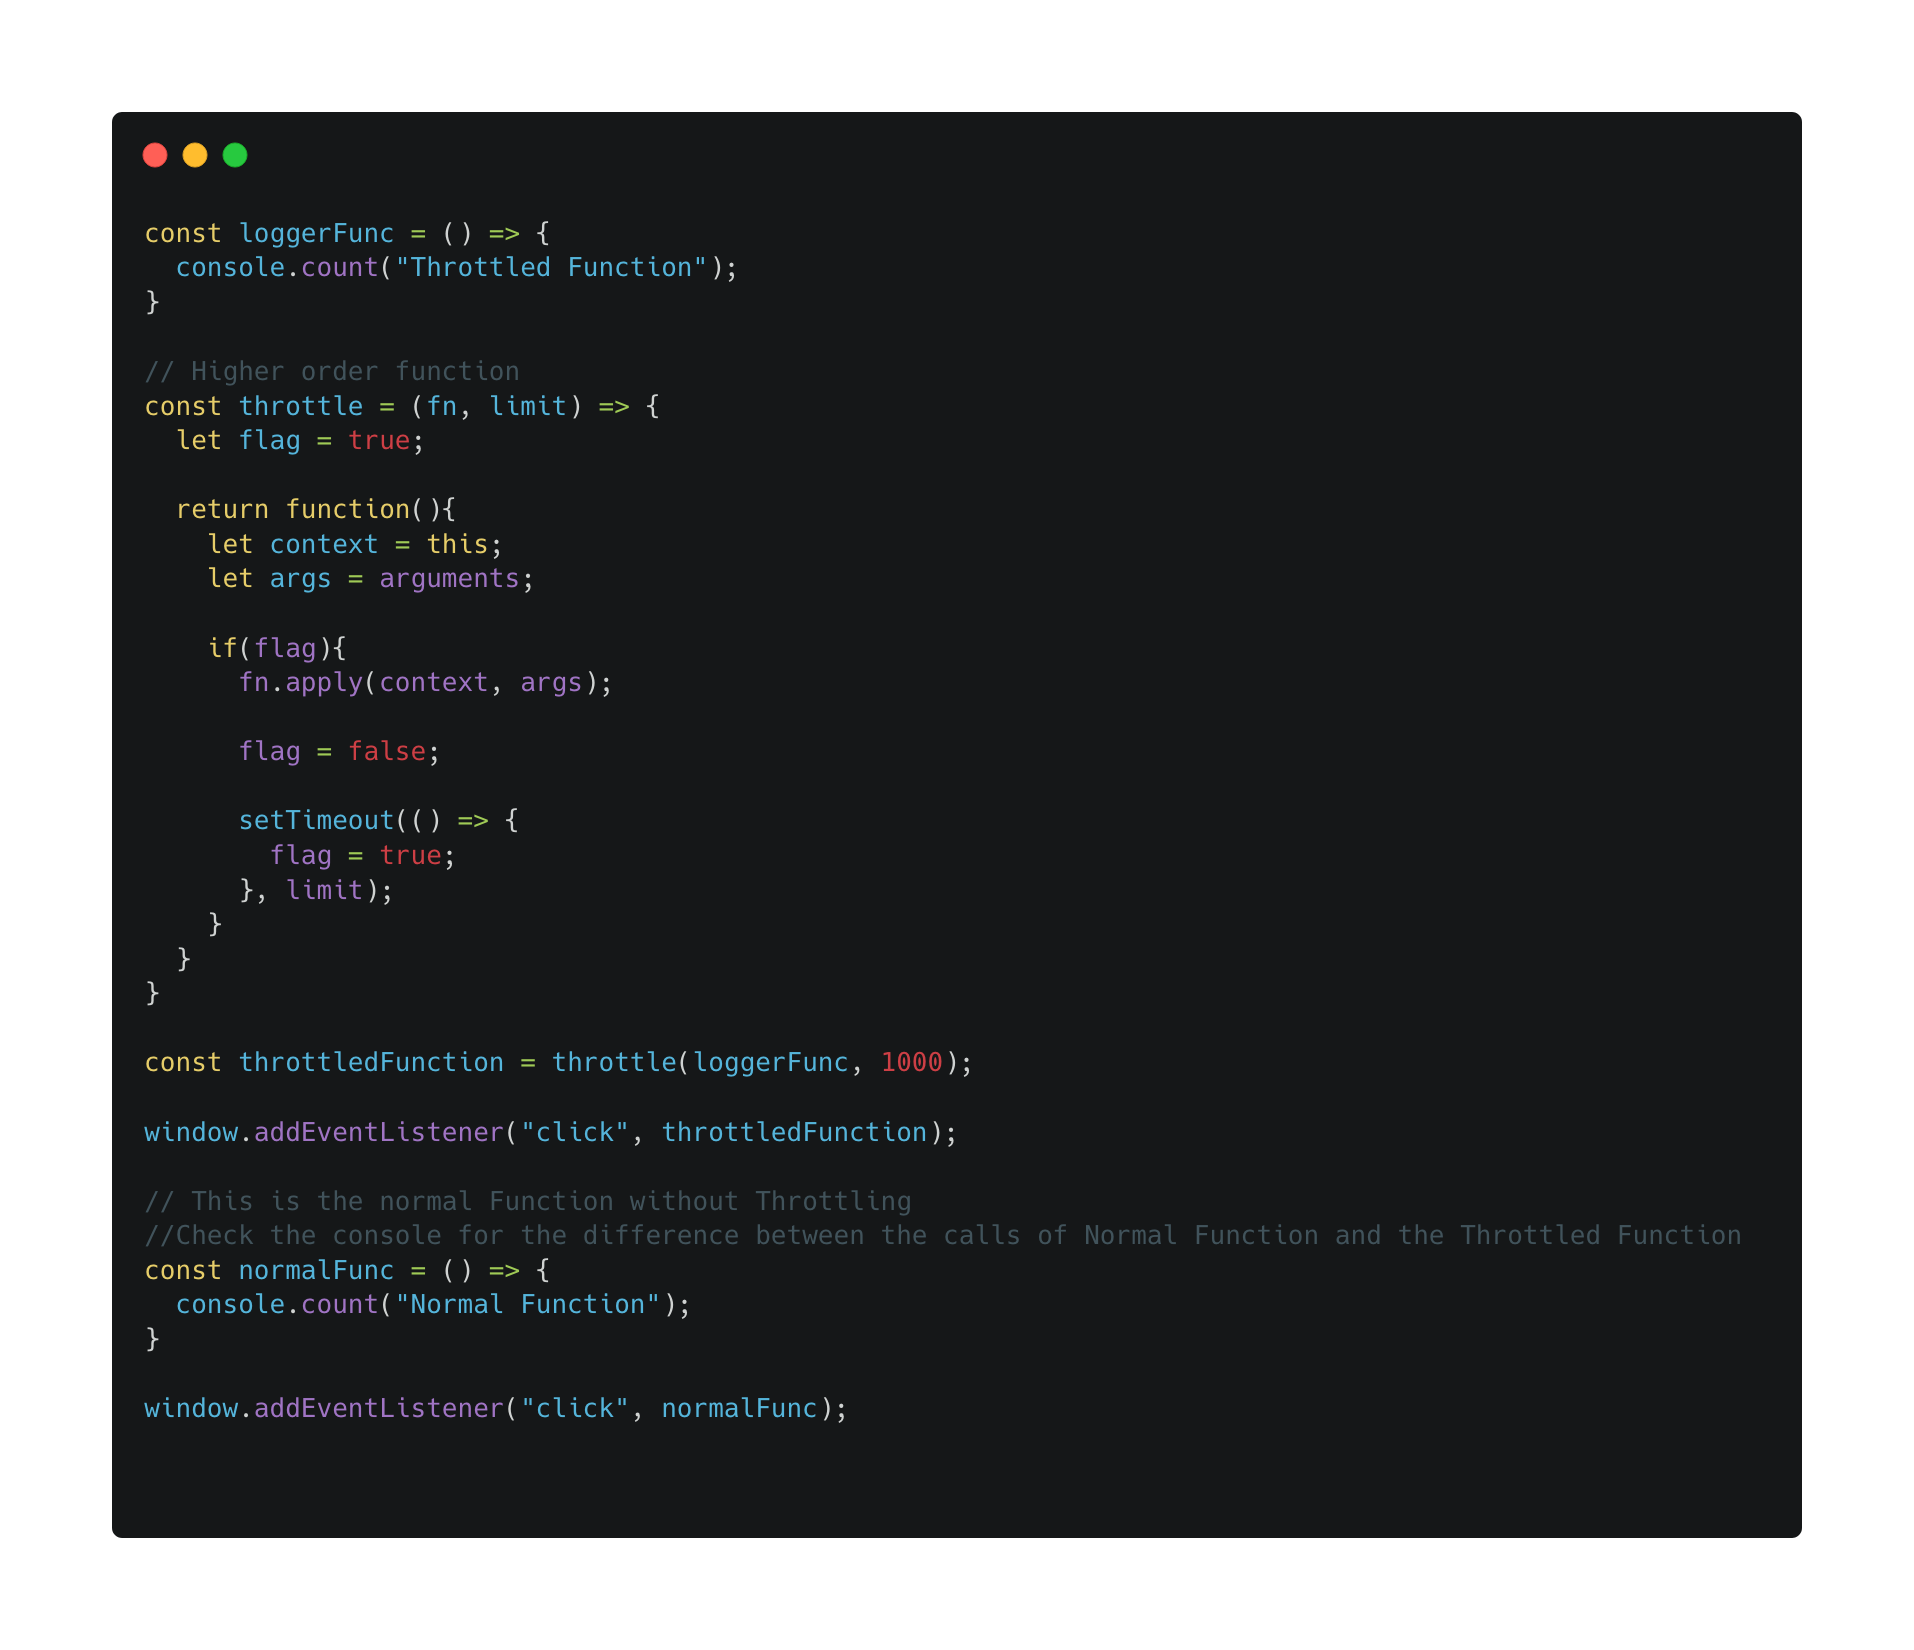 const loggerFunc = () => {
  console.count("Throttled Function");
}

// Higher order function
const throttle = (fn, limit) => {
  let flag = true;

  return function(){
    let context = this;
    let args = arguments;

    if(flag){
      fn.apply(context, args);

      flag = false;

      setTimeout(() => {
        flag = true;
      }, limit);
    }
  }
}

const throttledFunction = throttle(loggerFunc, 1000);

window.addEventListener("click", throttledFunction);

// This is the normal Function without Throttling
//Check the console for the difference between the calls of Normal Function and the Throttled Function
const normalFunc = () => {
  console.count("Normal Function");
}

window.addEventListener("click", normalFunc);